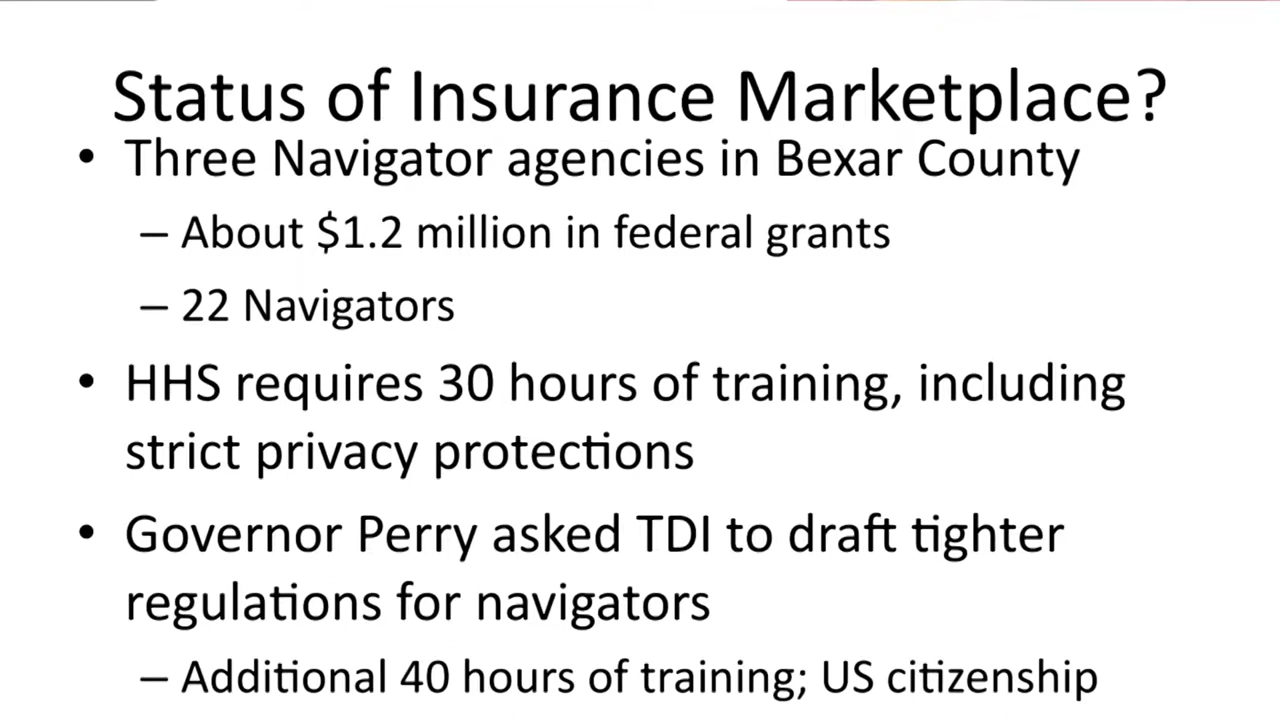 Status of Insurance Marketplace?
• Three Navigator agencies in Bexar County
– About $1.2 million in federal grants
– 22 Navigators
• HHS requires 30 hours of training, including
strict privacy protections
• Governor Perry asked TDI to draft tighter
regulations for navigators
– Additional 40 hours of training; US citizenship